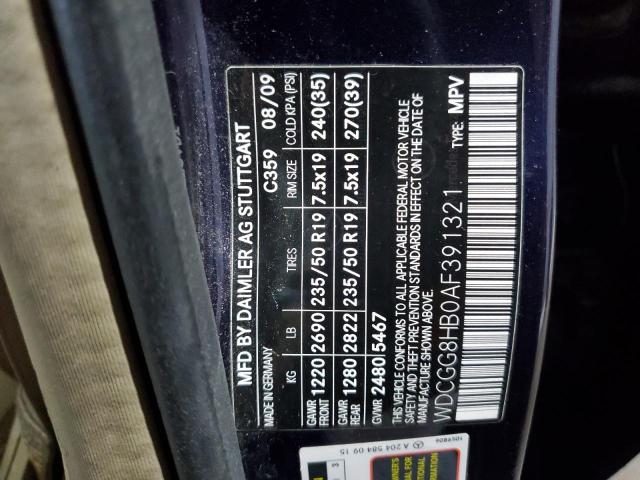 MFD BY DAIMLER AG STUTTGART
MADE IN GERMANY C359 08/09
KG LB TIRES RIM SIZE COLD KPA (PSI)
GAWR FRONT 1220 2690 235/50 R19 7.5x19 240(35)
GAWR REAR 1280 2822 235/50 R19 7.5x19 270(39)
GVWR 2480 5467
THIS VEHICLE CONFORMS TO ALL APPLICABLE FEDERAL MOTOR VEHICLE
SAFETY AND THEFT PREVENTION STANDARDS IN EFFECT ON THE DATE OF
MANUFACTURE
WDCGG8HB0AF391321 TYPE: MPV
1059806
A 204 584 09 15